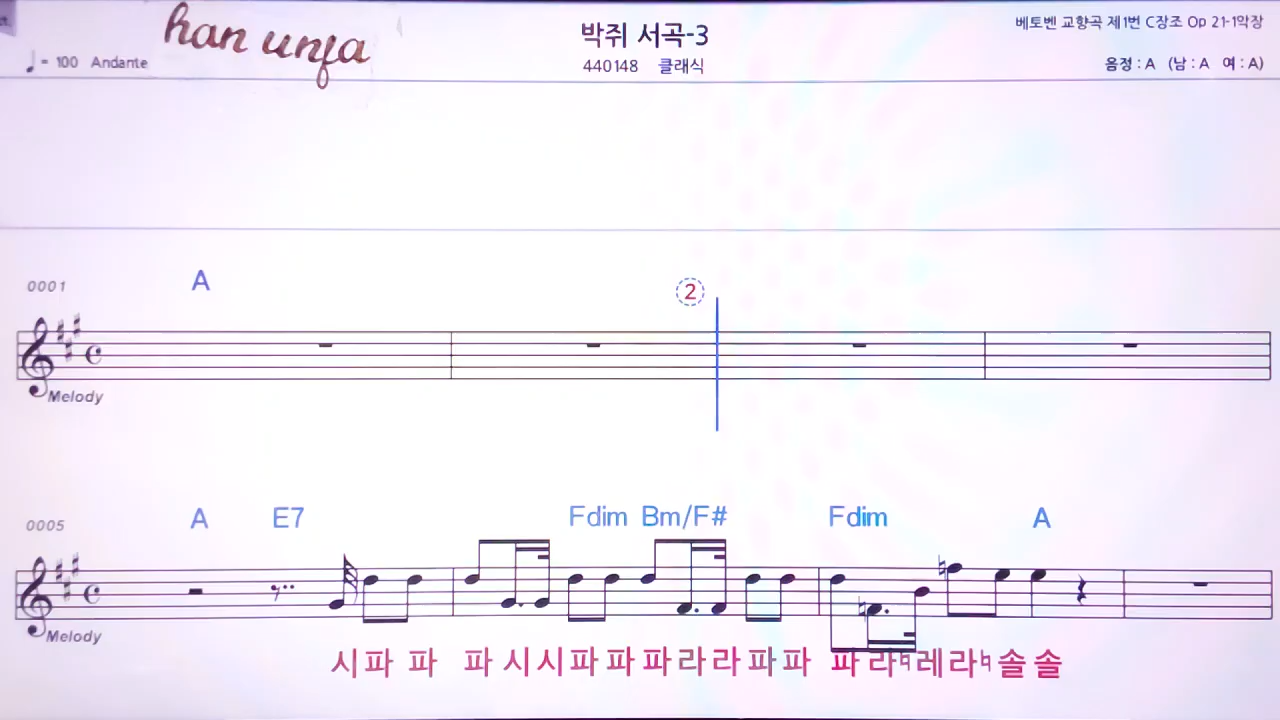 han unfa
박쥐 서곡-3
베토벤 교향곡 제1번 C장조 Op 21-1악장
♩ = 100 Andante
440148 클래식
음정 : A (남 : A 여 : A)
0001
A
2
Melody
0005
A E7 Fdim Bm/F# Fdim A
Melody
시 파 파 파 시 시 파 파 파 라 라 파 파 파 라♮ 레 라♮ 솔 솔